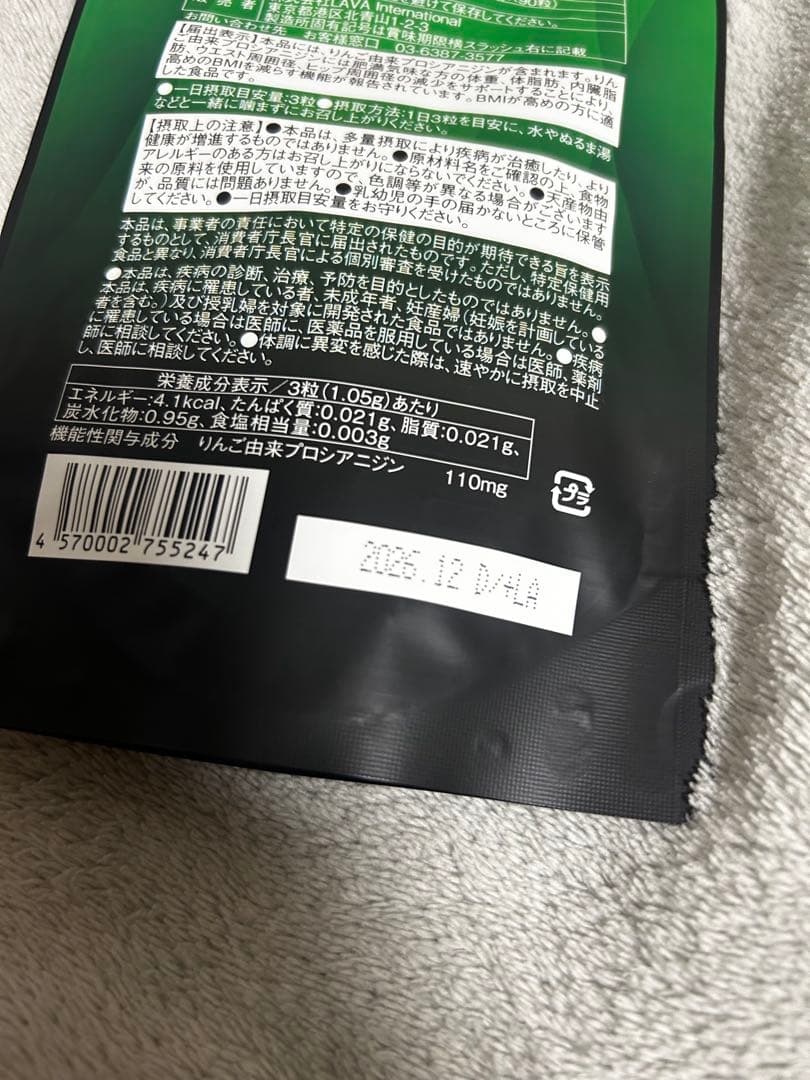 を避けて保存してください。
販売者
株式会社LAVA International
東京都港区北青山1-2-3
製造所固有記号は賞味期限横スラッシュ右に記載
お問い合わせ先 お客様窓口 03-6387-3577
【届出表示】本品には、りんご由来プロシアニジンが含まれます。りん
ご由来プロシアニジンには肥満気味な方の体重、体脂肪、内臓脂
肪、ウエスト周囲径、ヒップ周囲径の減少をサポートすることにより、
高めのBMIを減らす機能が報告されています。BMIが高めの方に適
した食品です。
●一日摂取目安量:3粒●摂取方法:1日3粒を目安に、水やぬるま湯
などと一緒に噛まずにお召し上がりください。
【摂取上の注意】●本品は、多量摂取により疾病が治癒したり、より
健康が増進するものではありません。●原材料名をご確認の上、食物
アレルギーのある方はお召し上がりにならないでください。●天産物由
来の原料を使用していますので、色調等が異なる場合がございます
が、品質には問題ありません。●乳幼児の手の届かないところに保管
してください。●一日摂取目安量をお守りください。
本品は、事業者の責任において特定の保健の目的が期待できる旨を表示
するものとして、消費者庁長官に届出されたものです。ただし、特定保健用
食品と異なり、消費者庁長官による個別審査を受けたものではありません。
●本品は、疾病の診断、治療、予防を目的としたものではありません。●
本品は、疾病に罹患している者、未成年者、妊産婦(妊娠を計画している
者を含む。)及び授乳婦を対象に開発された食品ではありません。●疾病
に罹患している場合は医師に、医薬品を服用している場合は医師、薬剤
師に相談してください。●体調に異変を感じた際は、速やかに摂取を中止
し、医師に相談してください。
栄養成分表示/3粒(1.05g)あたり
エネルギー:4.1kcal、たんぱく質:0.021g、脂質:0.021g、
炭水化物:0.95g、食塩相当量:0.003g
機能性関与成分 りんご由来プロシアニジン 110mg
プラ
4 570002 755247
2026.12 D/4LA